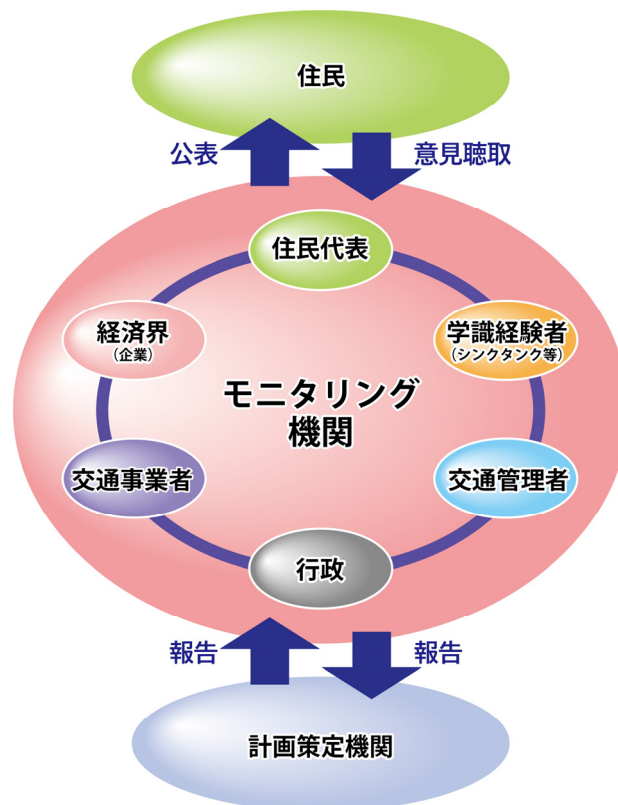 住民
公表
意見聴取
住民代表
経済界
(企業)
学識経験者
(シンクタンク等)
モニタリング
機関
交通事業者
交通管理者
行政
報告
報告
計画策定機関